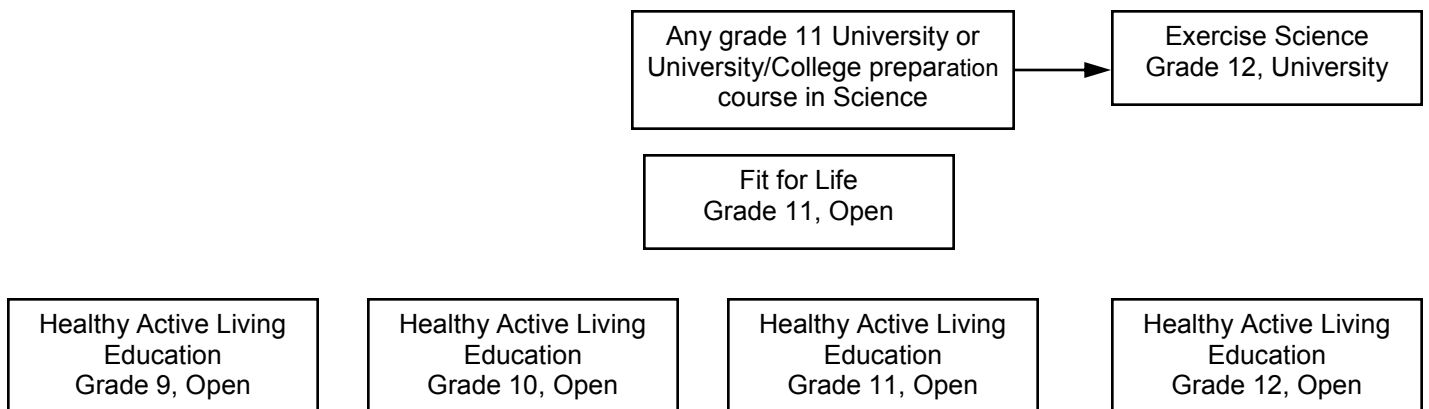 Any grade 11 University or
University/College preparation
course in Science
Exercise Science
Grade 12, University
Fit for Life
Grade 11, Open
Healthy Active Living
Education
Grade 9, Open
Healthy Active Living
Education
Grade 10, Open
Healthy Active Living
Education
Grade 11, Open
Healthy Active Living
Education
Grade 12, Open